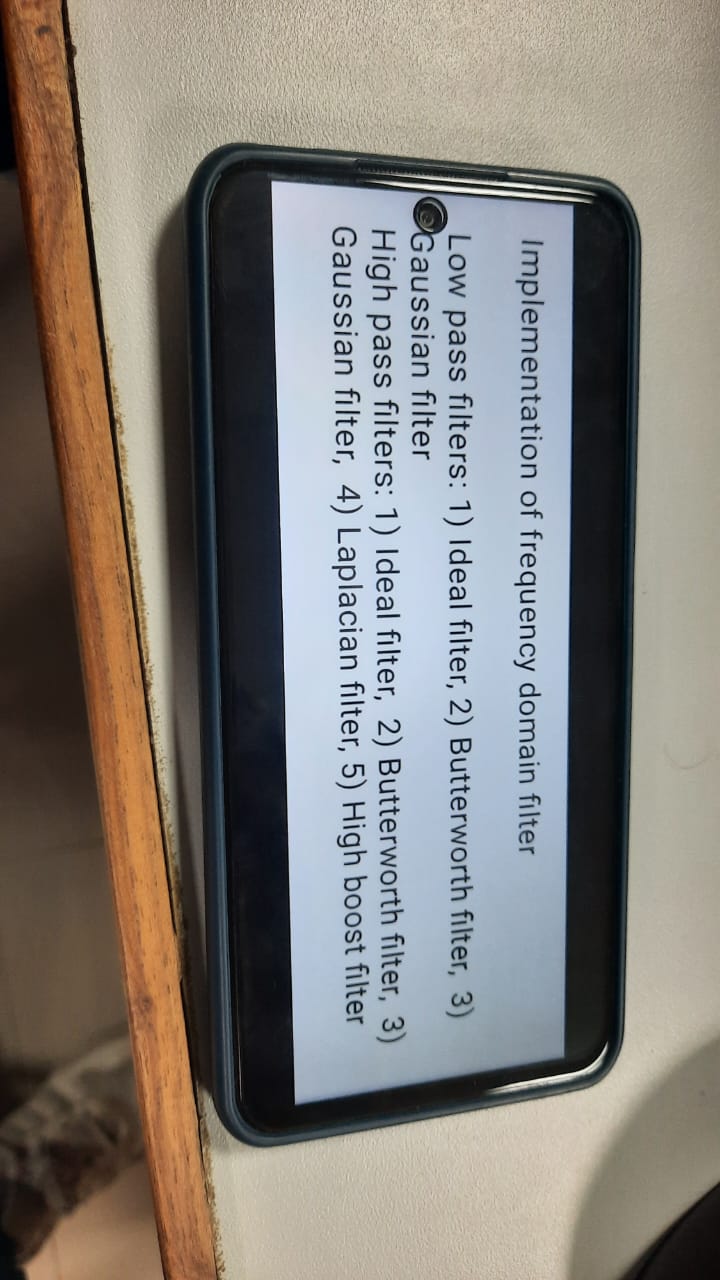 Implementation of frequency domain filter
Low pass filters: 1) Ideal filter, 2) Butterworth filter, 3)
Gaussian filter
High pass filters: 1) Ideal filter, 2) Butterworth filter, 3)
Gaussian filter, 4) Laplacian filter, 5) High boost filter